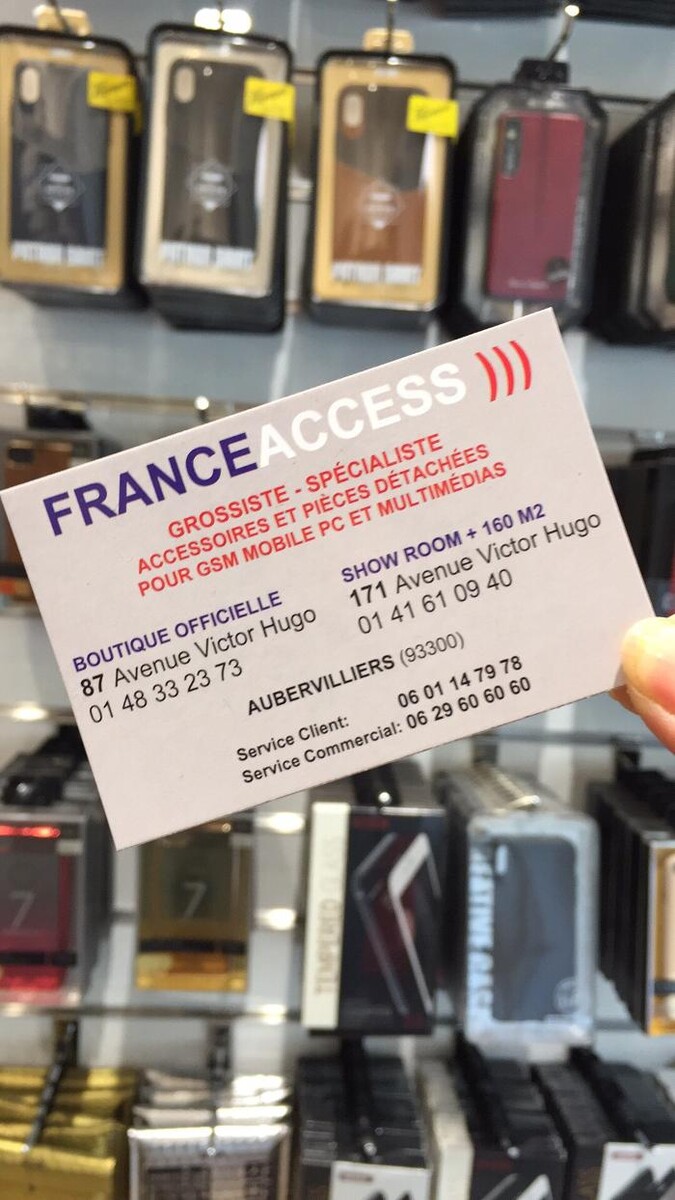 FRANCEACCESS )))
GROSSISTE - SPÉCIALISTE
ACCESSOIRES ET PIÈCES DÉTACHÉES
POUR GSM MOBILE PC ET MULTIMÉDIAS
BOUTIQUE OFFICIELLE
87 Avenue Victor Hugo
01 48 33 23 73
SHOW ROOM + 160 M2
171 Avenue Victor Hugo
01 41 61 09 40
AUBERVILLIERS (93300)
Service Client: 06 01 14 79 78
Service Commercial: 06 29 60 60 60
7
7
TEMPERED GLASS